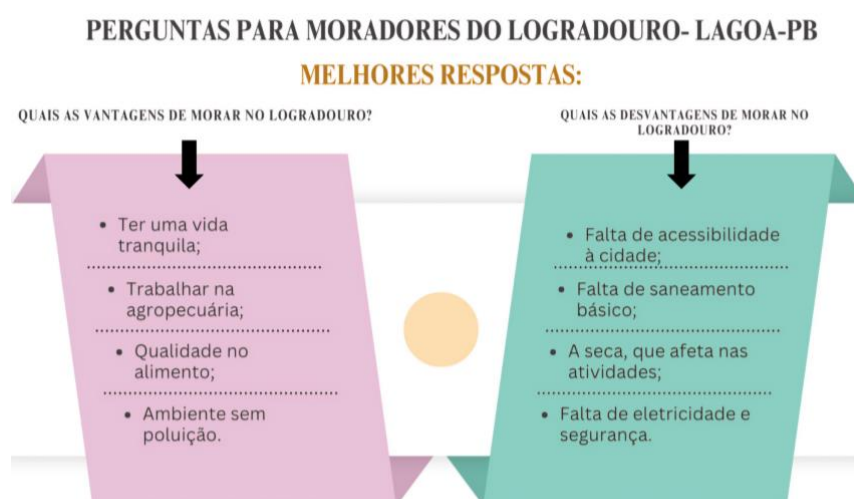 PERGUNTAS PARA MORADORES DO LOGRADOURO- LAGOA-PB
MELHORES RESPOSTAS:
QUAIS AS VANTAGENS DE MORAR NO LOGRADOURO?
• Ter uma vida
tranquila;
• Trabalhar na
agropecuária;
• Qualidade no
alimento;
• Ambiente sem
poluição.
QUAIS AS DESVANTAGENS DE MORAR NO
LOGRADOURO?
• Falta de acessibilidade
à cidade;
• Falta de saneamento
básico;
• A seca, que afeta nas
atividades;
• Falta de eletricidade e
segurança.